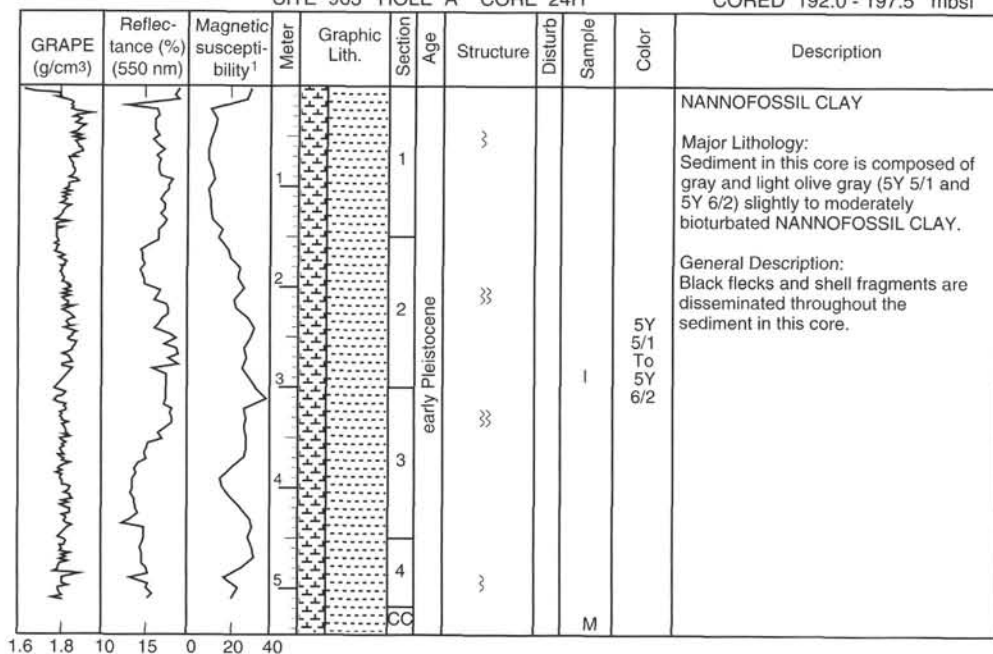 SITE 963 HOLE A CORE 24H CORED 192.0 - 197.5 mbsf
GRAPE
(g/cm3)
Reflec-
tance (%)
(550 nm)
Magnetic
suscepti-
bility1
Meter
Graphic
Lith.
Section
Age
Structure
Disturb
Sample
Color
Description
1
2
3
4
5
1
2
3
4
CC
early Pleistocene
I
M
5Y
5/1
To
5Y
6/2
NANNOFOSSIL CLAY
Major Lithology:
Sediment in this core is composed of
gray and light olive gray (5Y 5/1 and
5Y 6/2) slightly to moderately
bioturbated NANNOFOSSIL CLAY.
General Description:
Black flecks and shell fragments are
disseminated throughout the
sediment in this core.
1.6 1.8 10 15 0 20 40